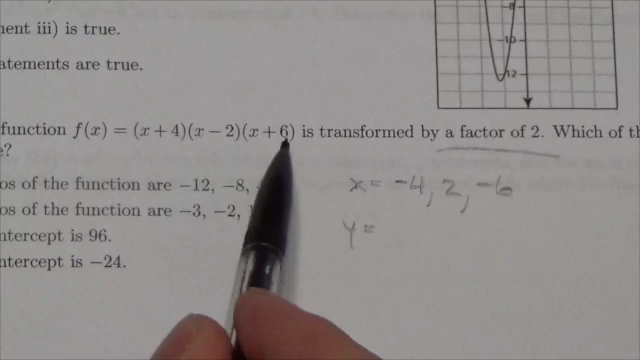 ment iii) is true.
atements are true.
-8
-10
-12
function f(x) = (x + 4)(x − 2)(x + 6) is transformed by a factor of 2. Which of th
e?
os of the function are −12, −8,
os of the function are −3, −2,
ntercept is 96.
ntercept is −24.
x = -4, 2, -6
y =